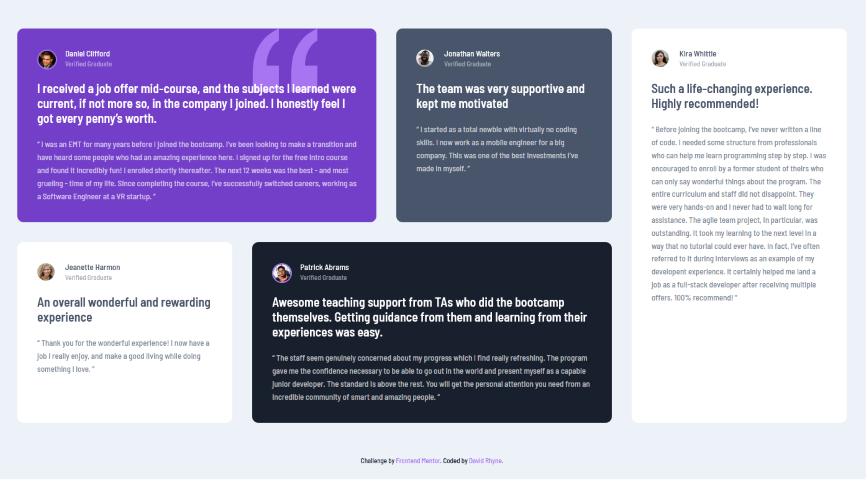 Daniel Clifford
Verified Graduate
I received a job offer mid-course, and the subjects I learned were
current, if not more so, in the company I joined. I honestly feel I
got every penny's worth.
" I was an EMT for many years before I joined the bootcamp. I've been looking to make a transition and
have heard some people who had an amazing experience here. I signed up for the free intro course
and found it incredibly fun! I enrolled shortly thereafter. The next 12 weeks was the best - and most
grueling - time of my life. Since completing the course, I've successfully switched careers, working as
a Software Engineer at a VR startup. "
Jonathan Walters
Verified Graduate
The team was very supportive and
kept me motivated
" I started as a total newbie with virtually no coding
skills. I now work as a mobile engineer for a big
company. This was one of the best investments I've
made in myself. "
Kira Whittle
Verified Graduate
Such a life-changing experience.
Highly recommended!
" Before joining the bootcamp, I've never written a line
of code. I needed some structure from professionals
who can help me learn programming step by step. I was
encouraged to enroll by a former student of theirs who
can only say wonderful things about the program. The
entire curriculum and staff did not disappoint. They
were very hands-on and I never had to wait long for
assistance. The agile team project, in particular, was
outstanding. It took my learning to the next level in a
way that no tutorial could ever have. In fact, I've often
referred to it during interviews as an example of my
developent experience. It certainly helped me land a
job as a full-stack developer after receiving multiple
offers. 100% recommend! "
Jeanette Harmon
Verified Graduate
An overall wonderful and rewarding
experience
" Thank you for the wonderful experience! I now have a
job I really enjoy, and make a good living while doing
something I love. "
Patrick Abrams
Verified Graduate
Awesome teaching support from TAs who did the bootcamp
themselves. Getting guidance from them and learning from their
experiences was easy.
" The staff seem genuinely concerned about my progress which I find really refreshing. The program
gave me the confidence necessary to be able to go out in the world and present myself as a capable
junior developer. The standard is above the rest. You will get the personal attention you need from an
incredible community of smart and amazing people. "
Challenge by Frontend Mentor. Coded by David Rhyne.